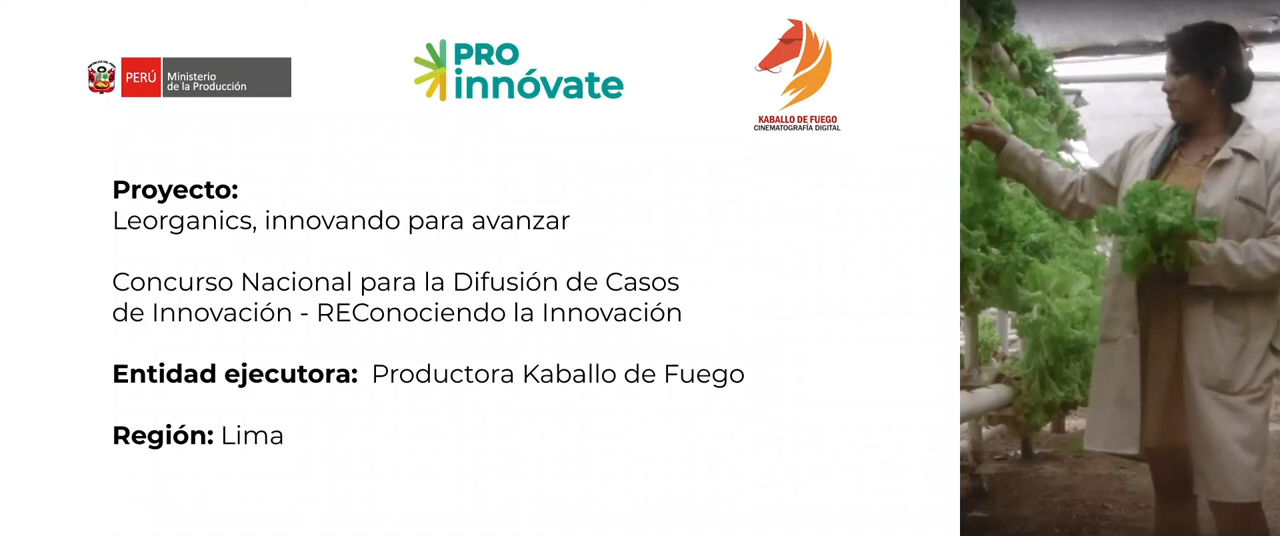 PERÚ
Ministerio
de la Producción
PRO
innóvate
KABALLO DE FUEGO
CINEMATOGRAFÍA DIGITAL
Proyecto:
Leorganics, innovando para avanzar
Concurso Nacional para la Difusión de Casos
de Innovación - REConociendo la Innovación
Entidad ejecutora: Productora Kaballo de Fuego
Región: Lima